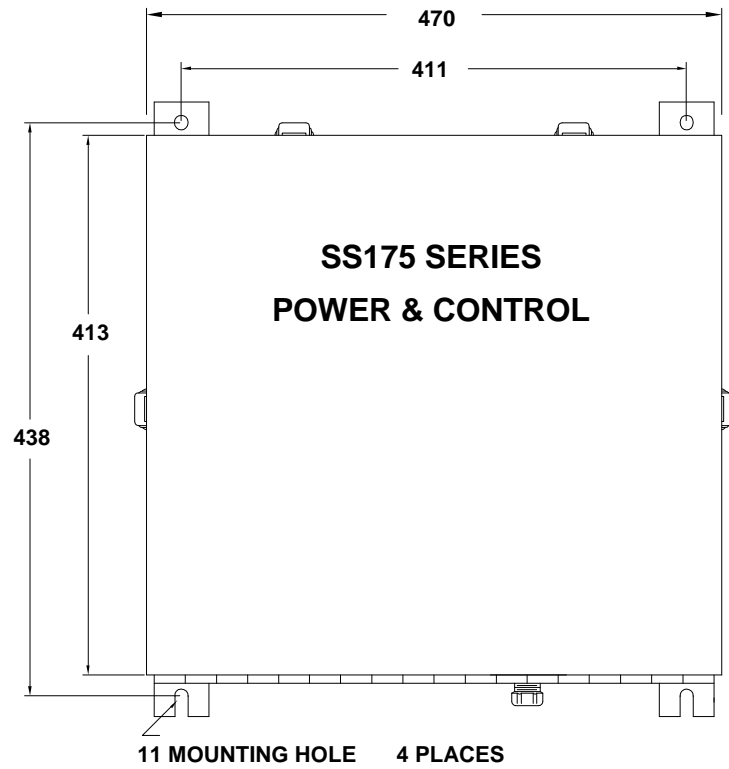 470
411
SS175 SERIES
POWER & CONTROL
413
438
11 MOUNTING HOLE 4 PLACES